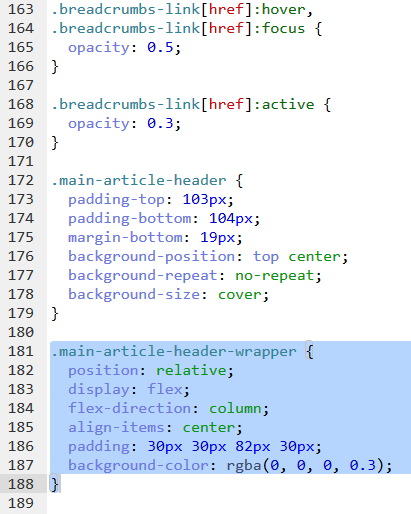 163 .breadcrumbs-link[href]:hover,
164 .breadcrumbs-link[href]:focus {
165   opacity: 0.5;
166 }
167
168 .breadcrumbs-link[href]:active {
169   opacity: 0.3;
170 }
171
172 .main-article-header {
173   padding-top: 103px;
174   padding-bottom: 104px;
175   margin-bottom: 19px;
176   background-position: top center;
177   background-repeat: no-repeat;
178   background-size: cover;
179 }
180
181 .main-article-header-wrapper {
182   position: relative;
183   display: flex;
184   flex-direction: column;
185   align-items: center;
186   padding: 30px 30px 82px 30px;
187   background-color: rgba(0, 0, 0, 0.3);
188 }
189